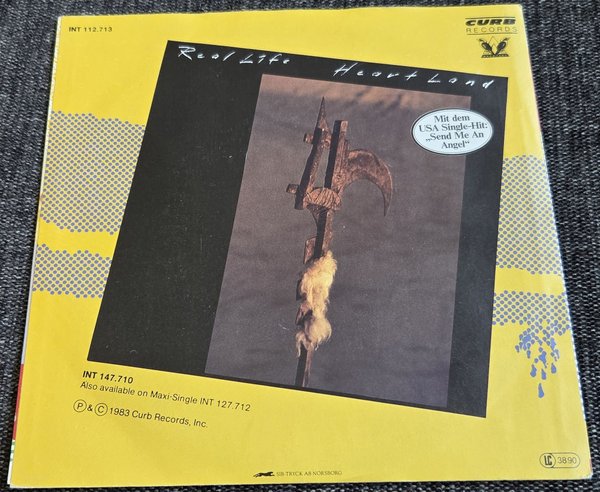 INT 112.713
CURB
RECORDS
Real Life Heart Land
Mit dem
USA Single-Hit:
„Send Me An
Angel“
INT 147.710
Also available on Maxi-Single INT 127.712
Ⓟ & Ⓒ 1983 Curb Records, Inc.
SIB-TRYCK AB NORSBORG
LC 3890